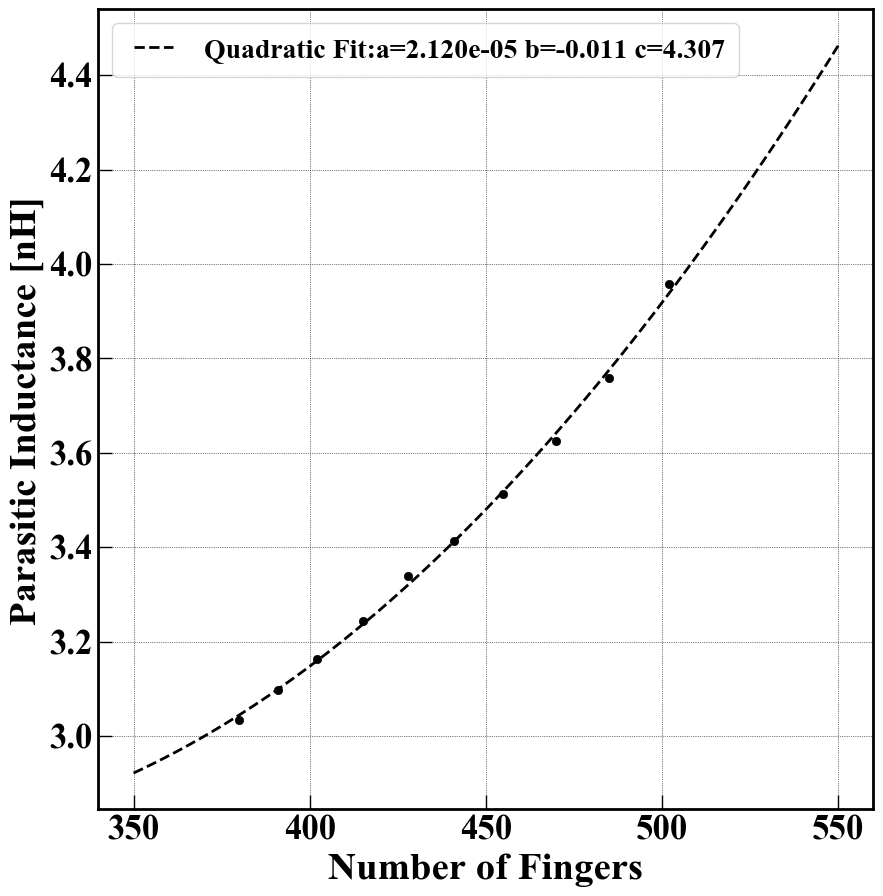 Quadratic Fit:a=2.120e-05 b=-0.011 c=4.307
4.4
4.2
4.0
3.8
3.6
3.4
3.2
3.0
Parasitic Inductance [nH]
350 400 450 500 550
Number of Fingers